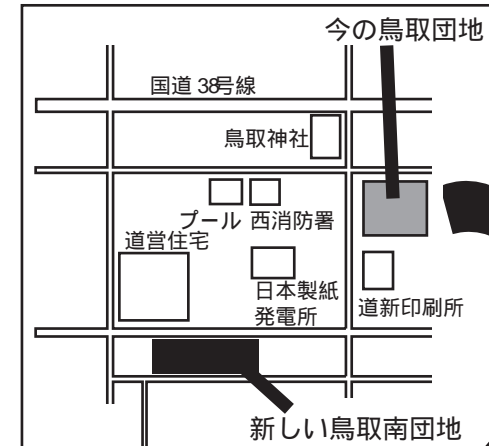 今の鳥取団地
国道38号線
鳥取神社
プール 西消防署
道営住宅
日本製紙
発電所
道新印刷所
新しい鳥取南団地